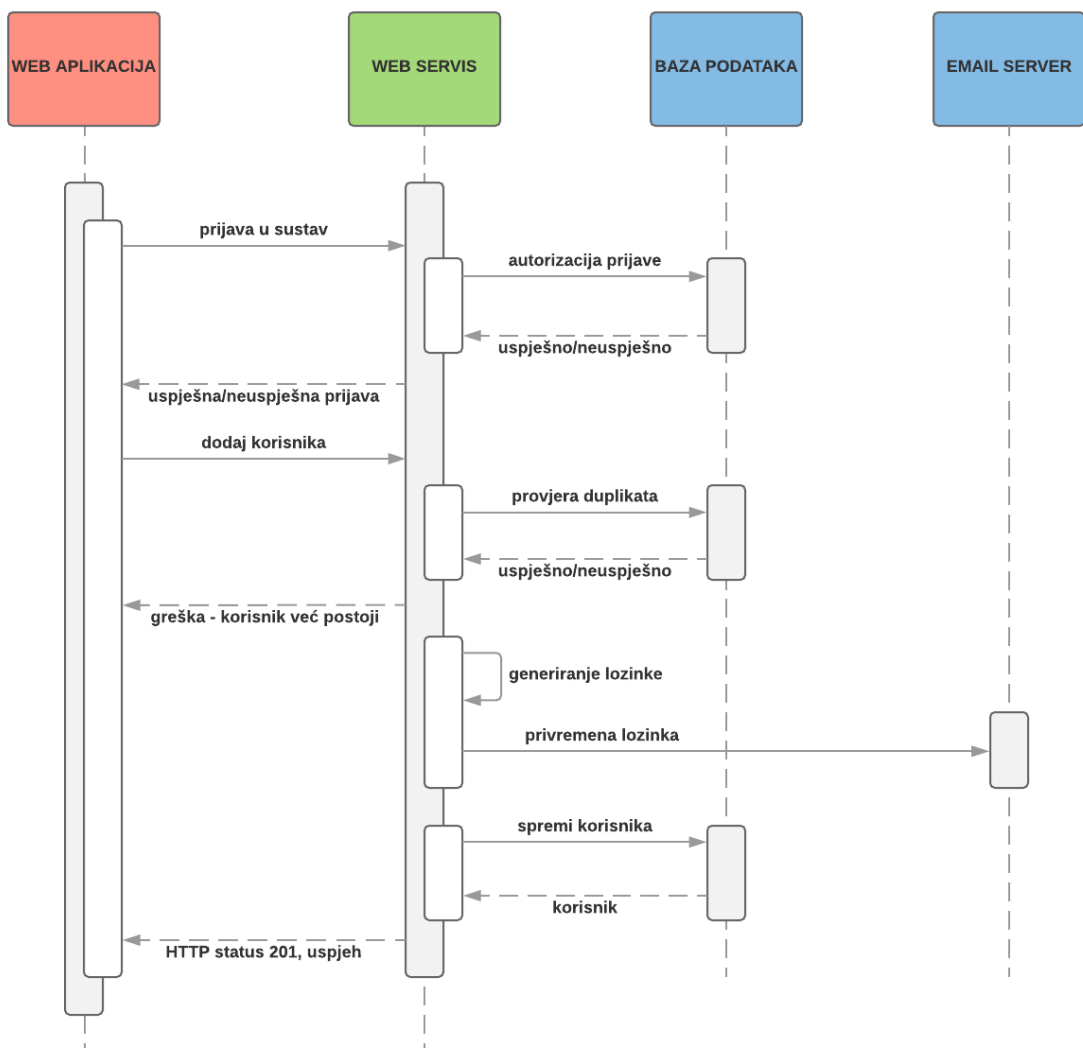 WEB APLIKACIJA
WEB SERVIS
BAZA PODATAKA
EMAIL SERVER
prijava u sustav
autorizacija prijave
uspješno/neuspješno
uspješna/neuspješna prijava
dodaj korisnika
provjera duplikata
uspješno/neuspješno
greška - korisnik već postoji
generiranje lozinke
privremena lozinka
spremi korisnika
korisnik
HTTP status 201, uspjeh